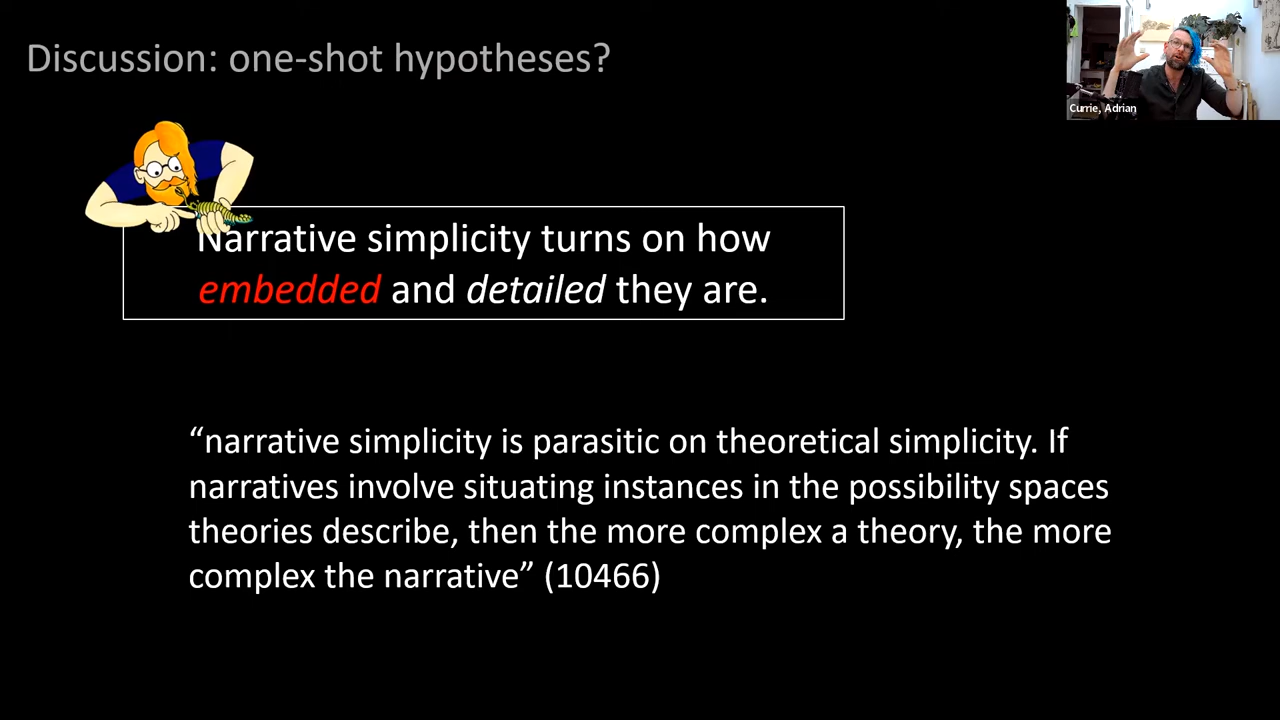 Discussion: one-shot hypotheses?
Currie, Adrian
Narrative simplicity turns on how
embedded and detailed they are.
“narrative simplicity is parasitic on theoretical simplicity. If
narratives involve situating instances in the possibility spaces
theories describe, then the more complex a theory, the more
complex the narrative” (10466)